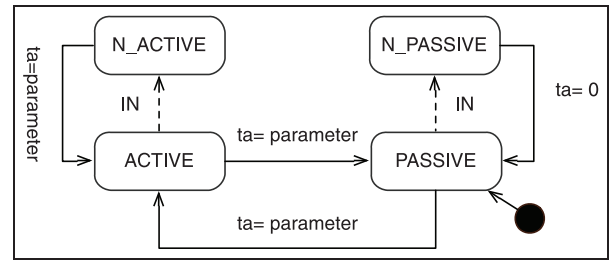 N_ACTIVE
N_PASSIVE
ta=parameter
IN
IN
ta= 0
ta= parameter
ACTIVE
PASSIVE
ta= parameter